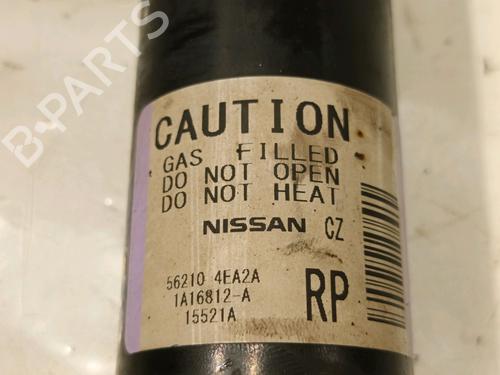 B-PARTS
CAUTION
GAS FILLED
DO NOT OPEN
DO NOT HEAT
NISSAN CZ
56210 4EA2A
1A16812-A
15521A
RP